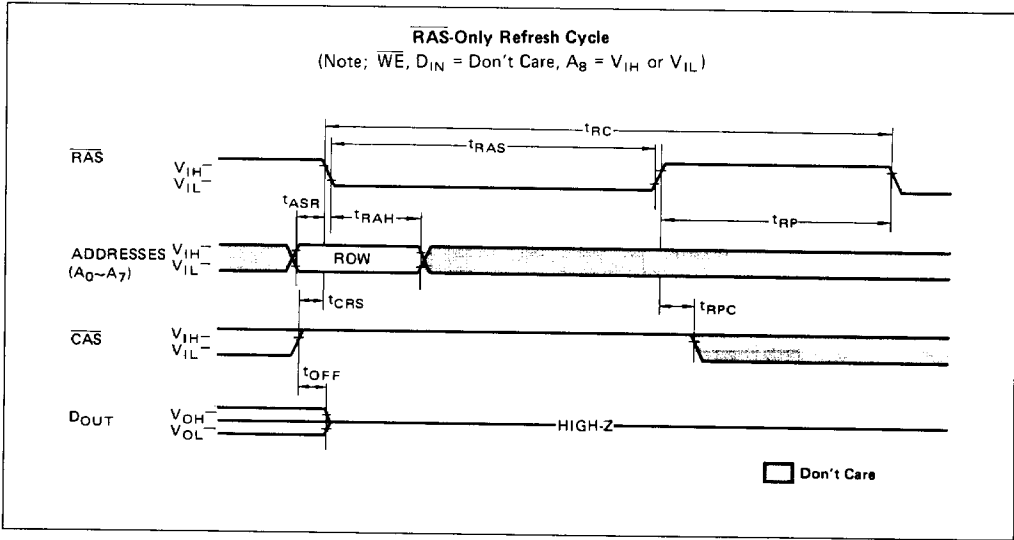 RAS-Only Refresh Cycle
(Note; WE, DIN = Don't Care, A8 = VIH or VIL)
tRC
tRAS
RAS
VIH
VIL
tASR
tRAH
tRP
ADDRESSES
(A0~A7)
VIH
VIL
ROW
tCRS
tRPC
CAS
VIH
VIL
tOFF
DOUT
VOH
VOL
HIGH-Z
Don't Care